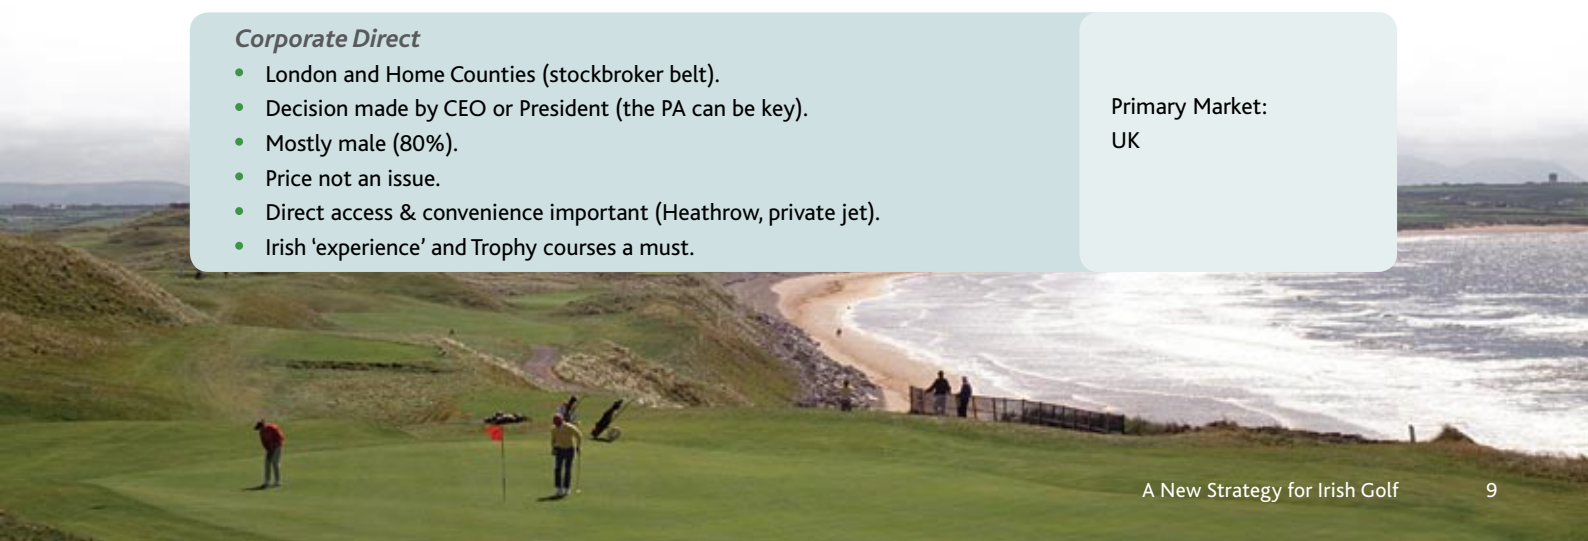 Corporate Direct
• London and Home Counties (stockbroker belt).
• Decision made by CEO or President (the PA can be key).
• Mostly male (80%).
• Price not an issue.
• Direct access & convenience important (Heathrow, private jet).
• Irish ‘experience’ and Trophy courses a must.
Primary Market:
UK
A New Strategy for Irish Golf 9